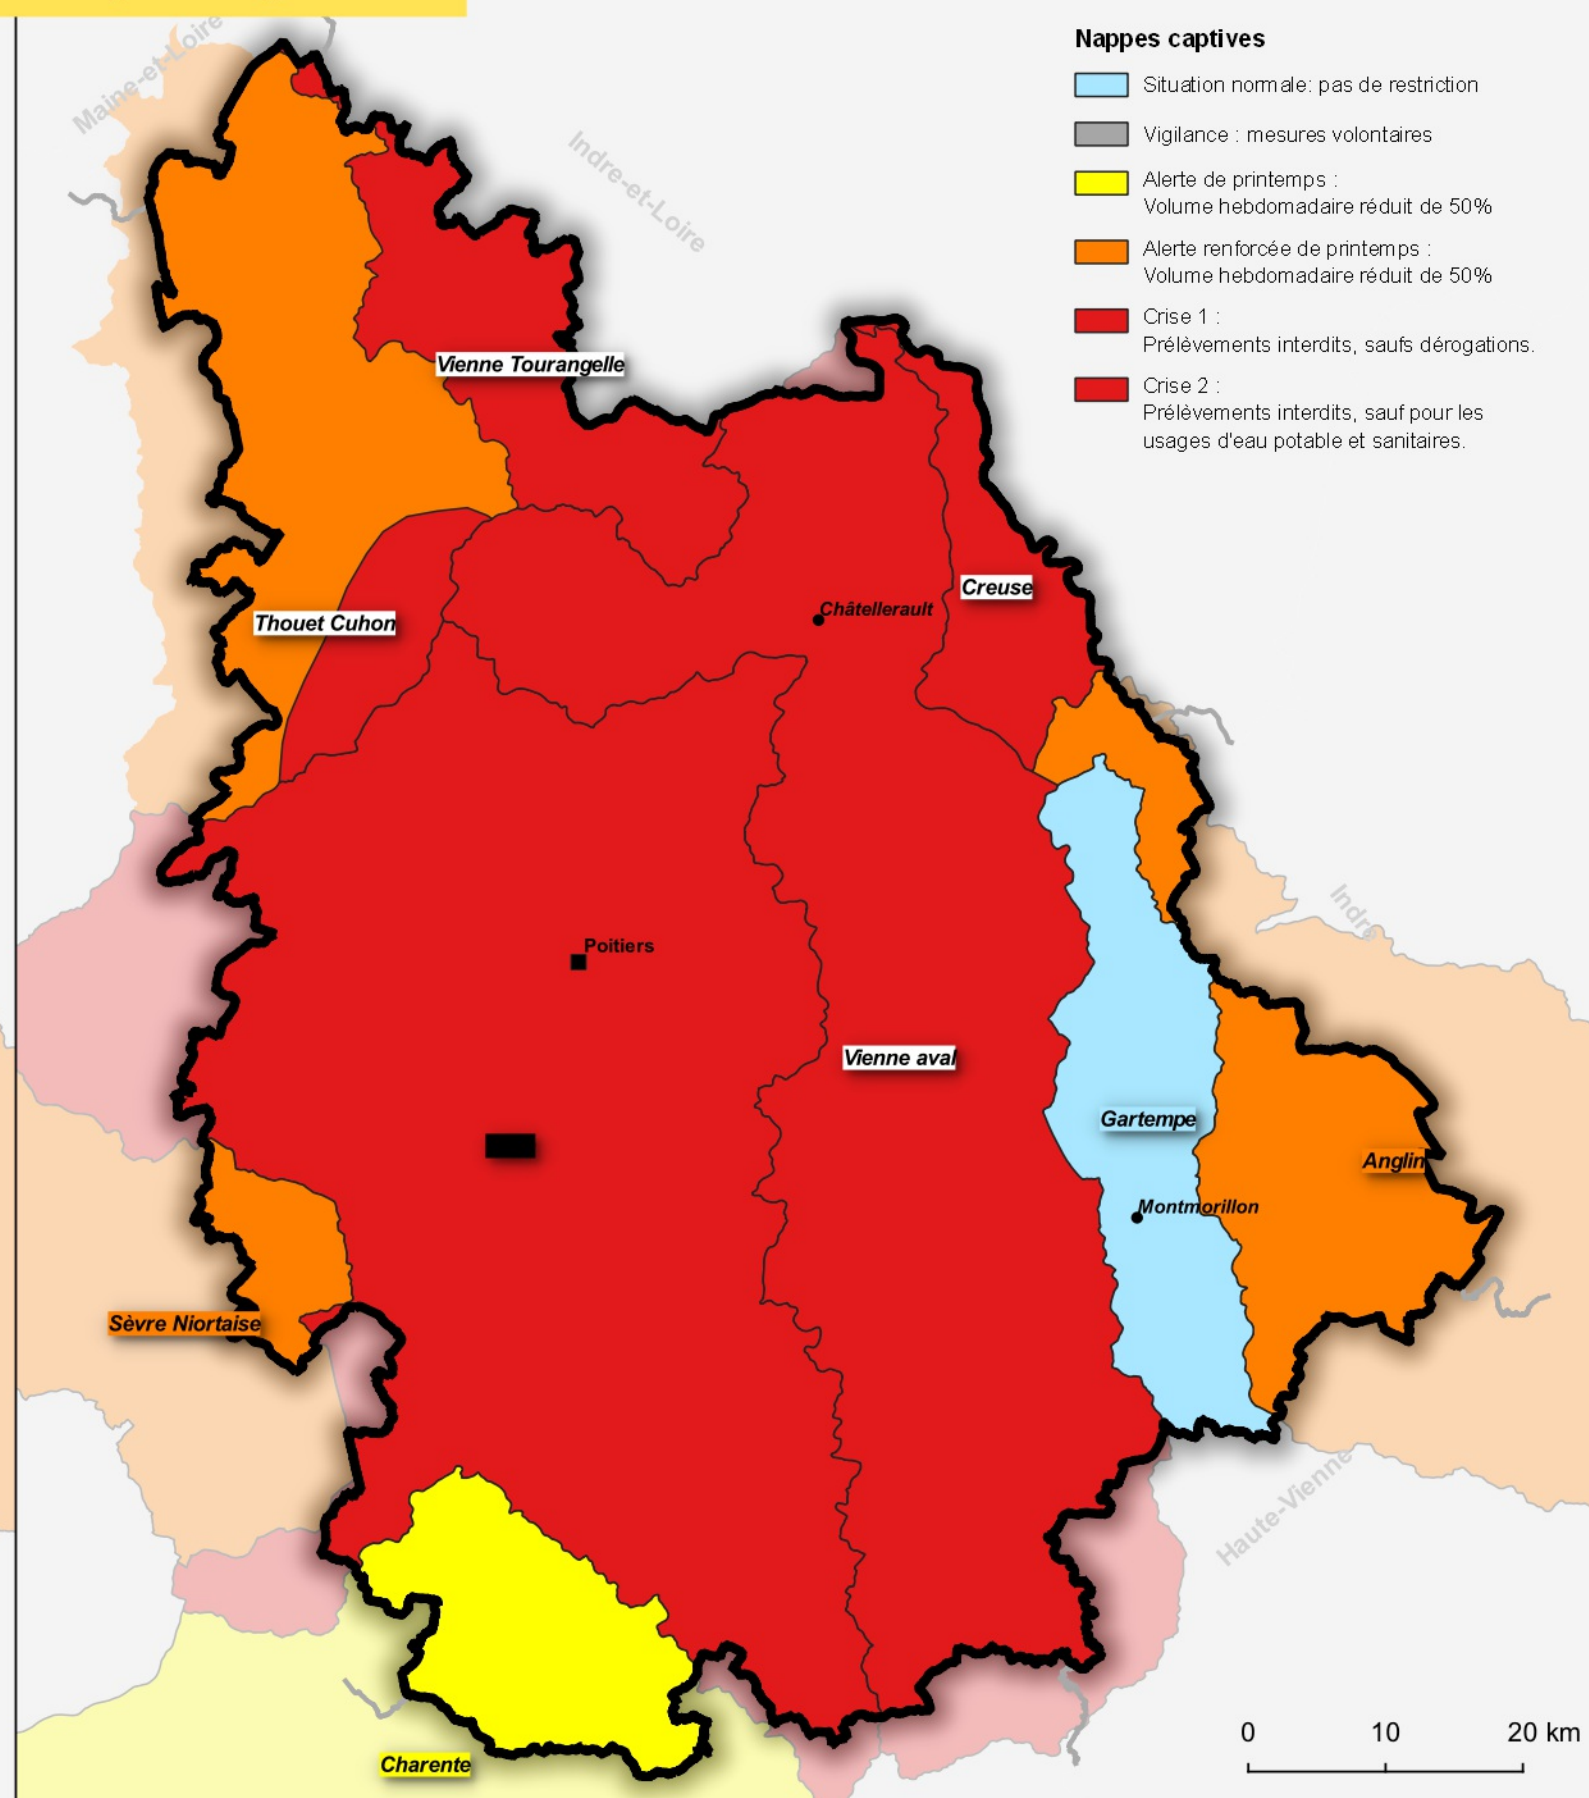 Maine-et-Loire
Indre-et-Loire
Nappes captives
Situation normale: pas de restriction
Vigilance : mesures volontaires
Alerte de printemps :
Volume hebdomadaire réduit de 50%
Alerte renforcée de printemps :
Volume hebdomadaire réduit de 50%
Crise 1 :
Prélèvements interdits, saufs dérogations.
Crise 2 :
Prélèvements interdits, sauf pour les
usages d'eau potable et sanitaires.
Vienne Tourangelle
Creuse
Châtellerault
Thouet Cuhon
Indre
Poitiers
Vienne aval
Gartempe
Anglin
Montmorillon
Sèvre Niortaise
Haute-Vienne
Charente
0 10 20 km